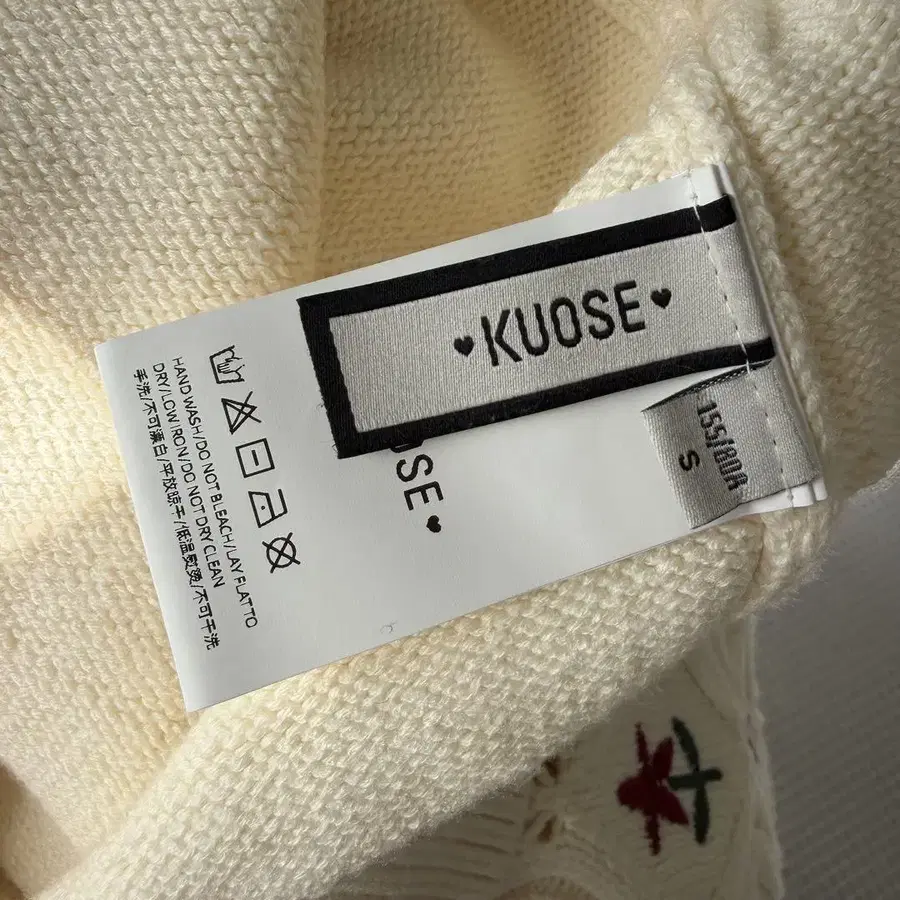 ♥KUOSE♥
155/80A
S
OSE♥
HAND WASH/DO NOT BLEACH/LAY FLAT TO
DRY/LOW IRON/DO NOT DRY CLEAN
手洗/不可漂白/平放晾干/低温熨烫/不可干洗